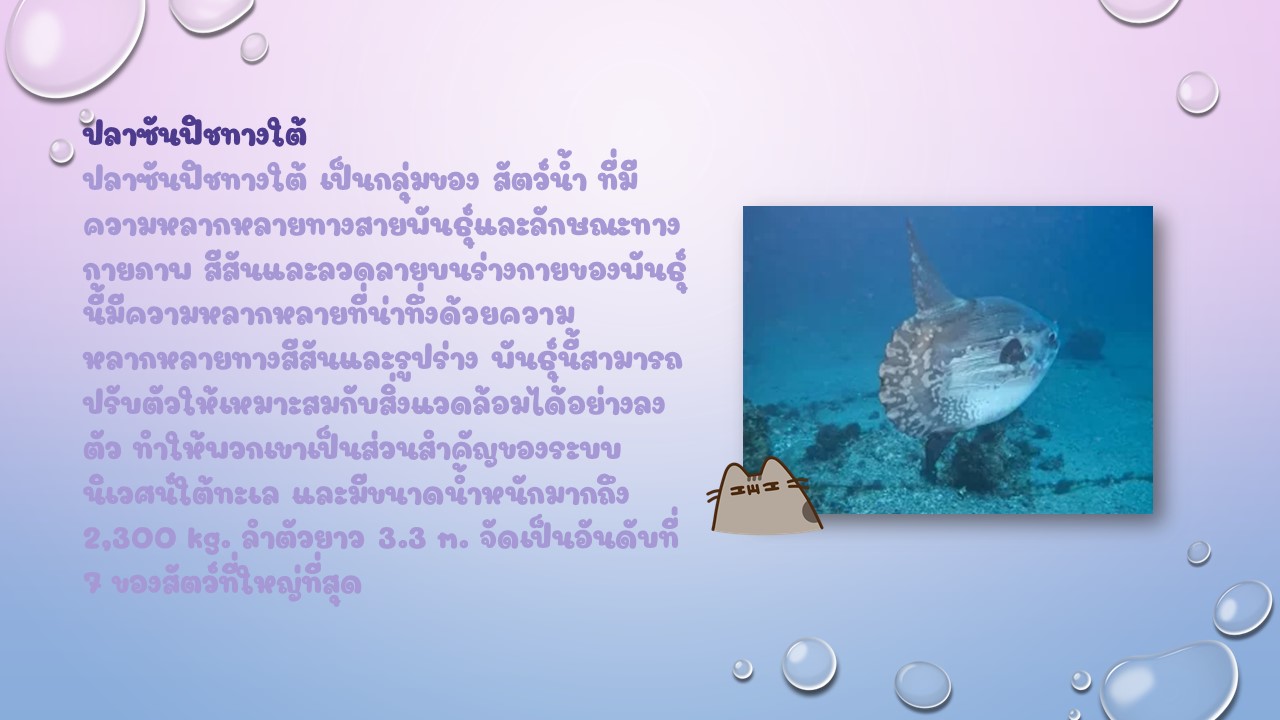 ปลาซันฟิชทางใต้
ปลาซันฟิชทางใต้ เป็นกลุ่มของ สัตว์น้ำ ที่มี
ความหลากหลายทางสายพันธุ์และลักษณะทาง
กายภาพ สีสันและลวดลายบนร่างกายของพันธุ์
นี้มีความหลากหลายที่น่าทึ่งด้วยความ
หลากหลายทางสีสันและรูปร่าง พันธุ์นี้สามารถ
ปรับตัวให้เหมาะสมกับสิ่งแวดล้อมได้อย่างลง
ตัว ทำให้พวกเขาเป็นส่วนสำคัญของระบบ
นิเวศน์ใต้ทะเล และมีขนาดน้ำหนักมากถึง
2,300 kg. ลำตัวยาว 3.3 m. จัดเป็นอันดับที่
7 ของสัตว์ที่ใหญ่ที่สุด